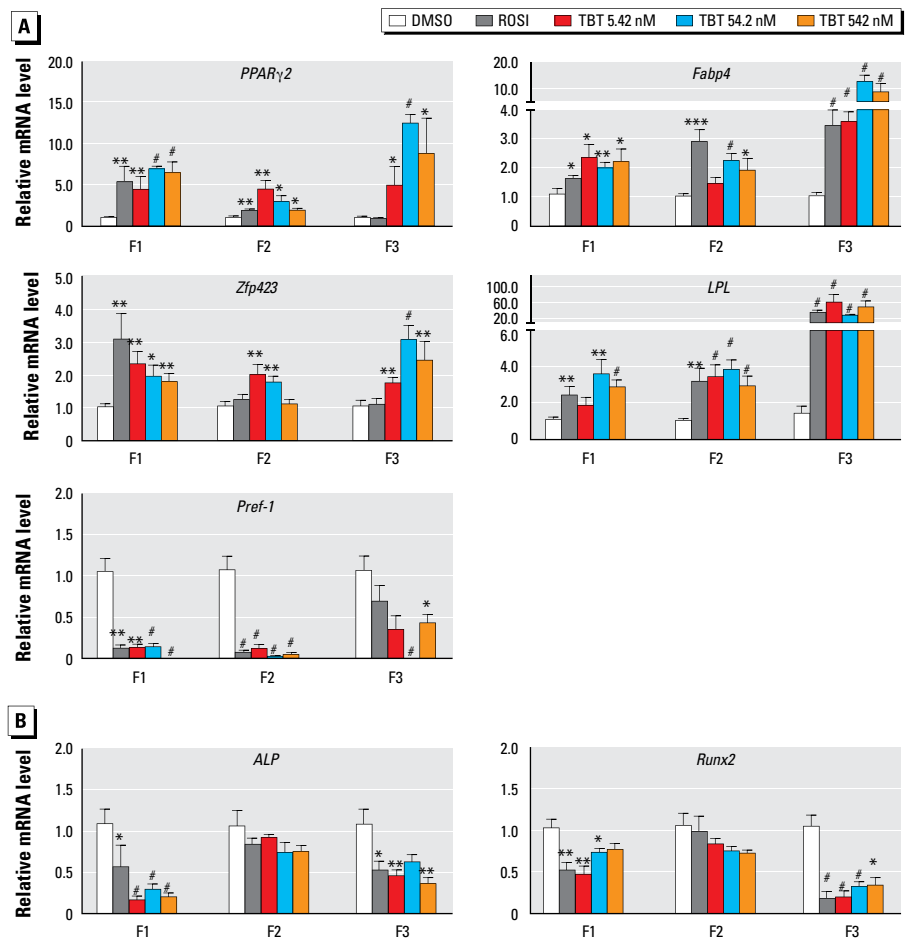 A
DMSO ROSI TBT 5.42 nM TBT 54.2 nM TBT 542 nM
Relative mRNA level
PPARγ2
20.0
15.0
10.0
5.0
0
** ** # #
** ** * *
* # *
F1 F2 F3
Fabp4
20.0
10.0
4.0
3.0
2.0
1.0
0
* * ** *
*** # *
# # # #
F1 F2 F3
Relative mRNA level
Zfp423
5.0
4.0
3.0
2.0
1.0
0
** ** * **
** **
** # **
F1 F2 F3
LPL
100.0
60.0
20.0
6.0
4.0
2.0
0
** ** #
** # # #
# # # #
F1 F2 F3
Relative mRNA level
Pref-1
2.0
1.5
1.0
0.5
0
** ** # #
# # # #
# *
F1 F2 F3
B
Relative mRNA level
ALP
2.0
1.5
1.0
0.5
0
* # # #
* ** **
F1 F2 F3
Runx2
2.0
1.5
1.0
0.5
0
** ** *
# # # *
F1 F2 F3